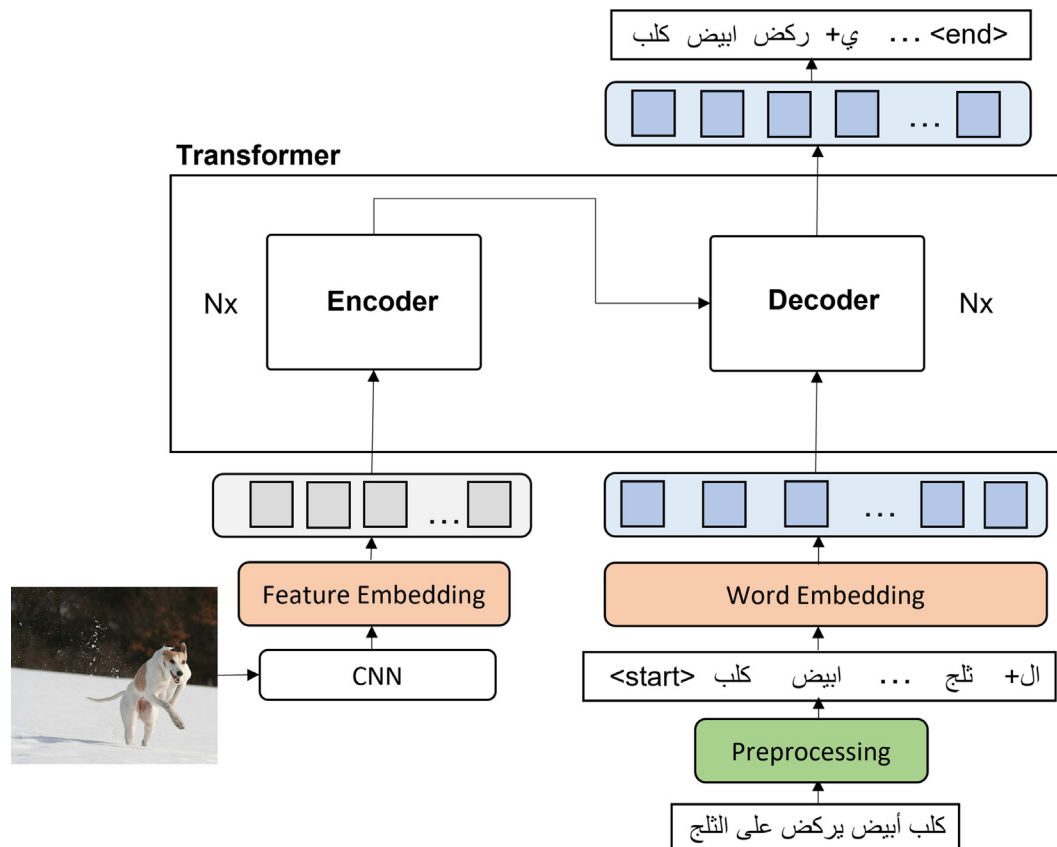 كلب ابيض ركض ي+ ... <end>
Transformer
Nx
Encoder
Decoder
Nx
...
...
...
Feature Embedding
Word Embedding
CNN
<start> كلب ابيض ... ثلج ال+
Preprocessing
كلب أبيض يركض على الثلج